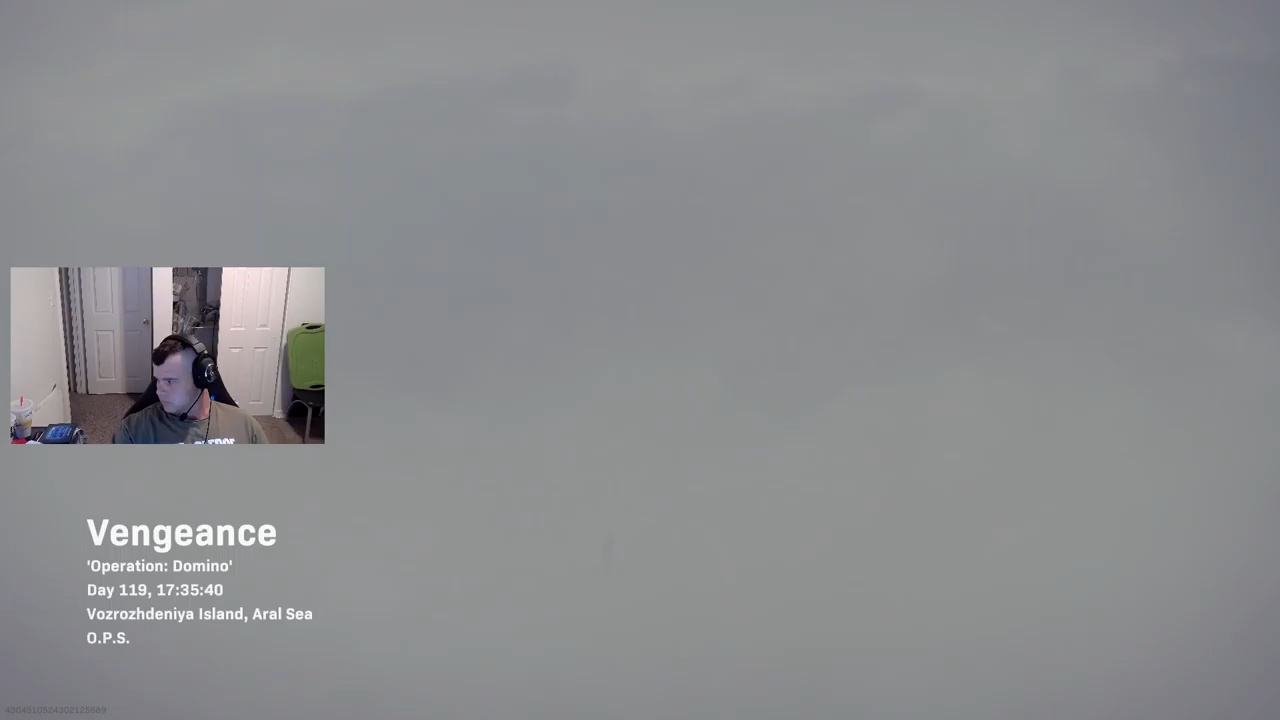 Vengeance
'Operation: Domino'
Day 119, 17:35:40
Vozrozhdeniya Island, Aral Sea
O.P.S.